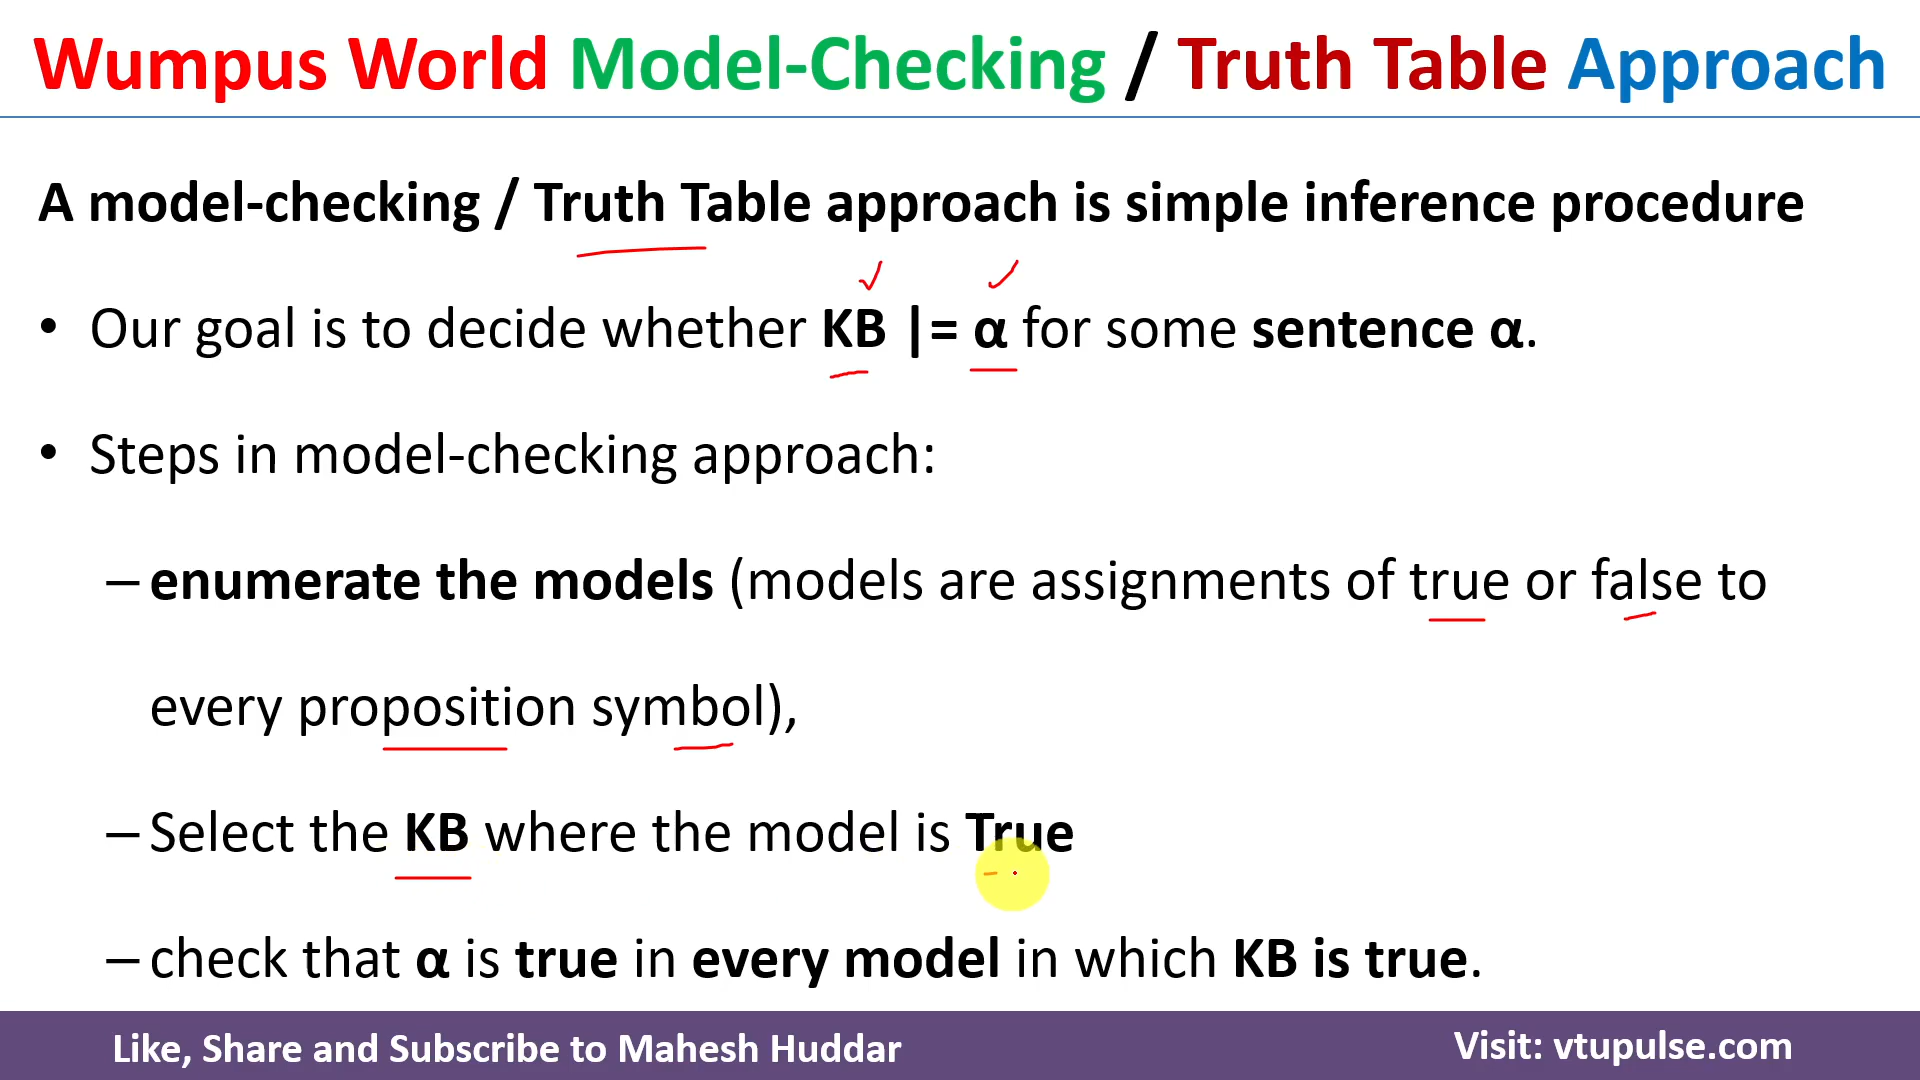 Wumpus World Model-Checking / Truth Table Approach
A model-checking / Truth Table approach is simple inference procedure
• Our goal is to decide whether KB |= α for some sentence α.
• Steps in model-checking approach:
– enumerate the models (models are assignments of true or false to
every proposition symbol),
– Select the KB where the model is True
– check that α is true in every model in which KB is true.
Like, Share and Subscribe to Mahesh Huddar
Visit: vtupulse.com